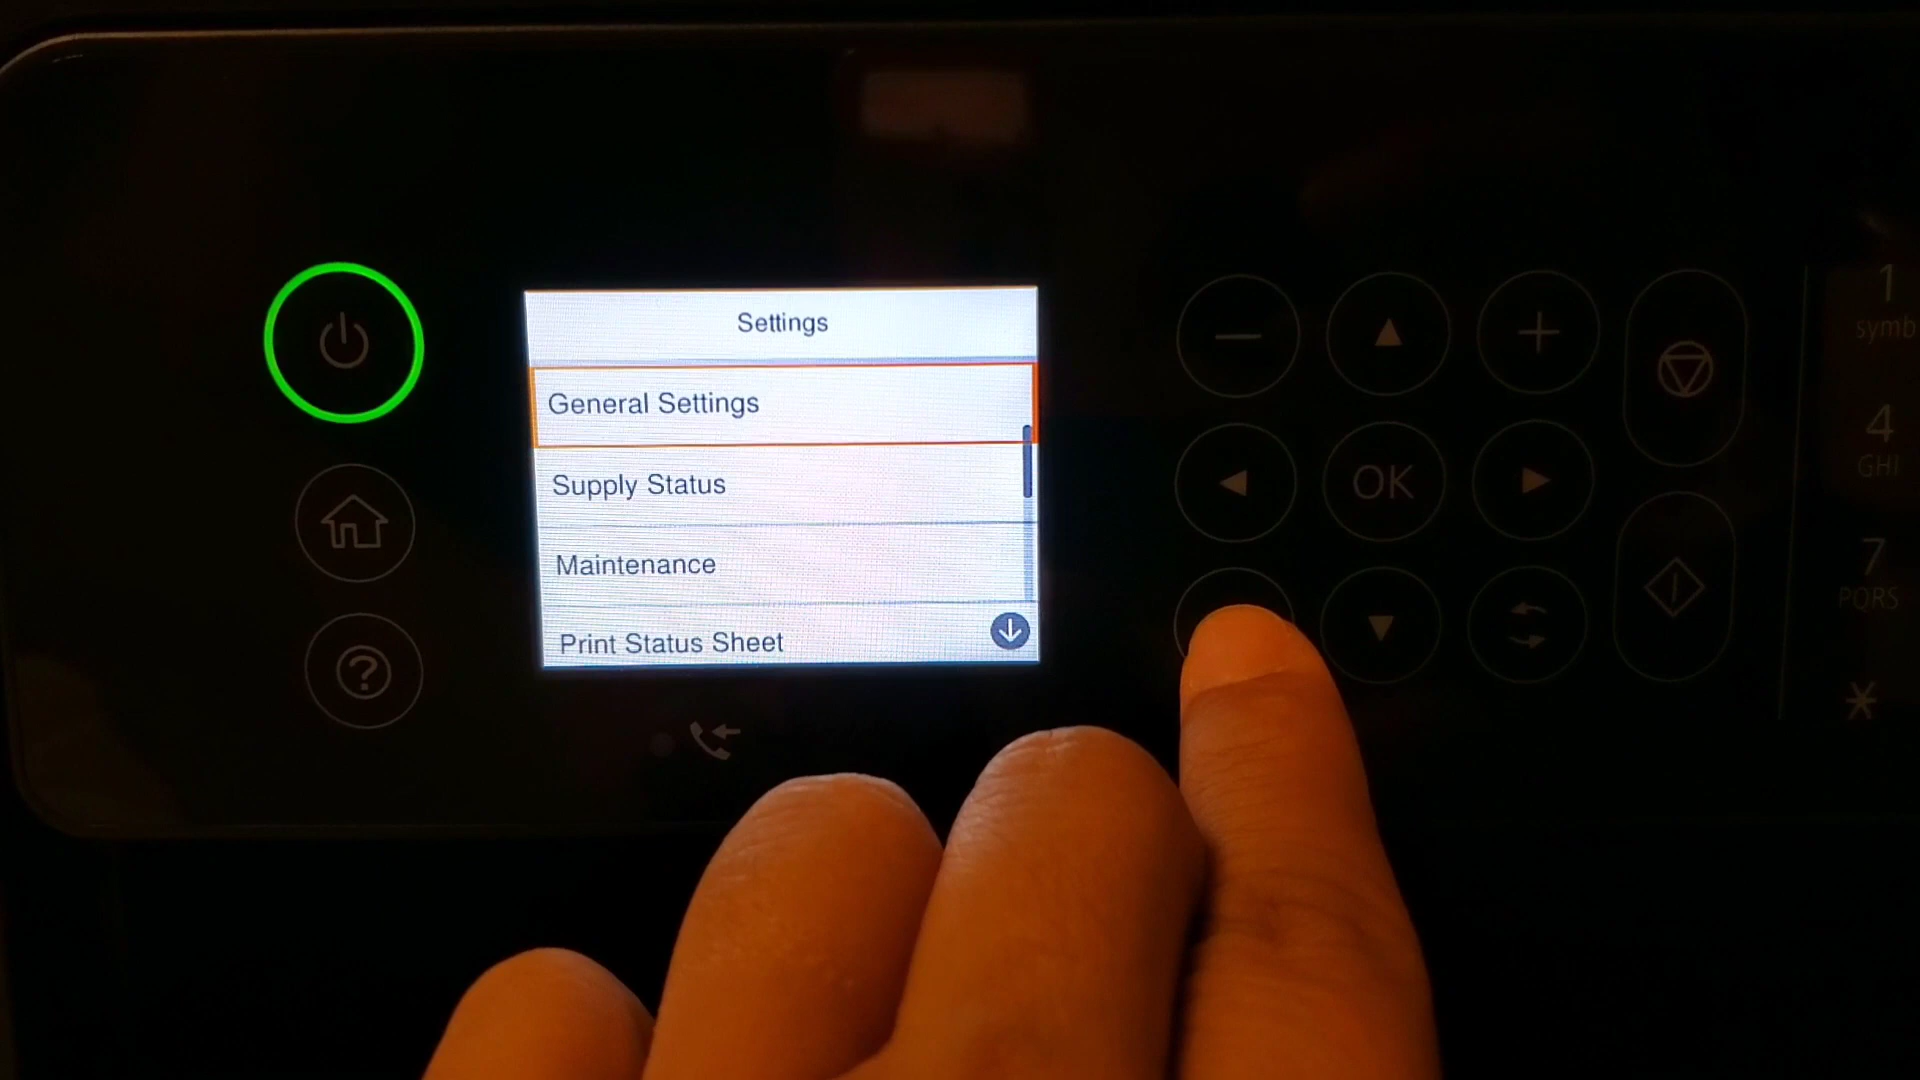 Settings
General Settings
Supply Status
Maintenance
Print Status Sheet
OK
1
symb
4
GHI
7
PQRS
*